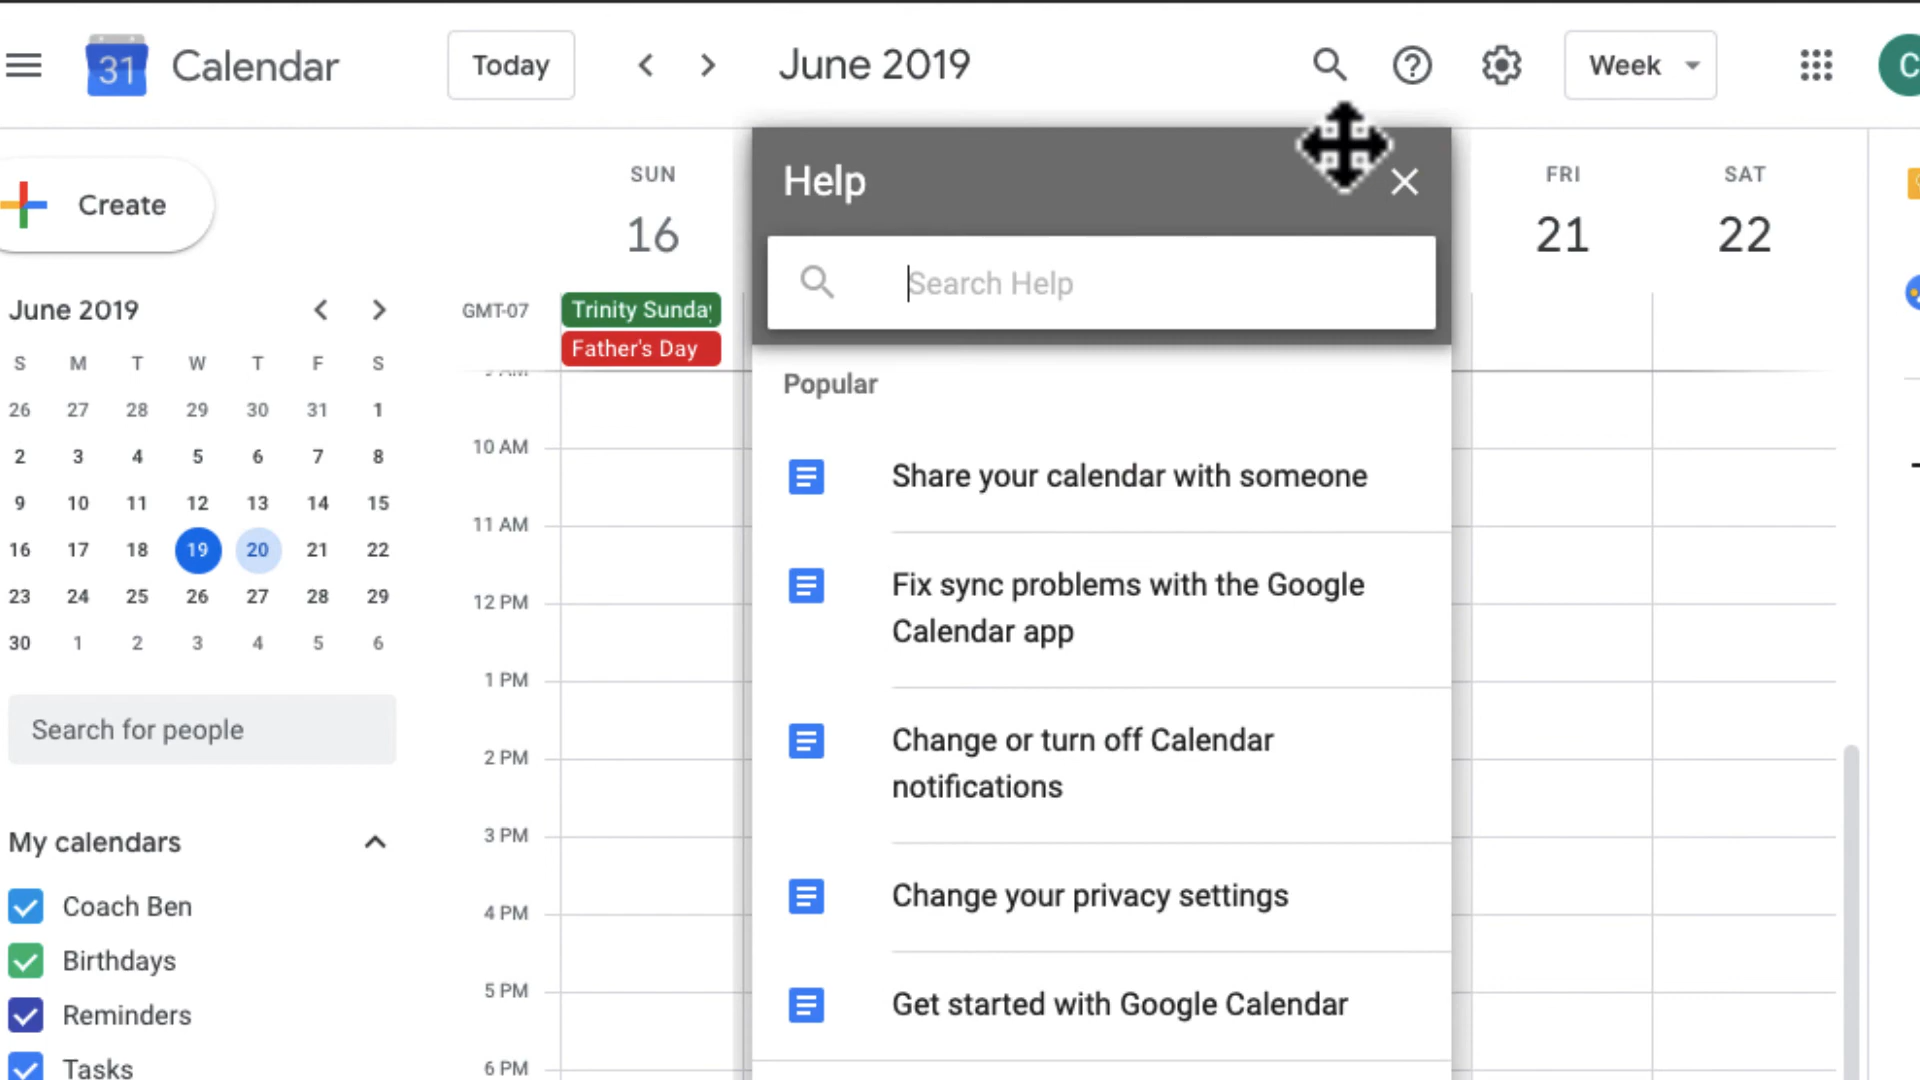 31 Calendar Today June 2019 Week C
Create
June 2019
S M T W T F S
26 27 28 29 30 31 1
2 3 4 5 6 7 8
9 10 11 12 13 14 15
16 17 18 19 20 21 22
23 24 25 26 27 28 29
30 1 2 3 4 5 6
Search for people
My calendars
Coach Ben
Birthdays
Reminders
Tasks
SUN
16
GMT-07
Trinity Sunday
Father's Day
10 AM
11 AM
12 PM
1 PM
2 PM
3 PM
4 PM
5 PM
6 PM
Help
Search Help
Popular
Share your calendar with someone
Fix sync problems with the Google
Calendar app
Change or turn off Calendar
notifications
Change your privacy settings
Get started with Google Calendar
FRI
21
SAT
22